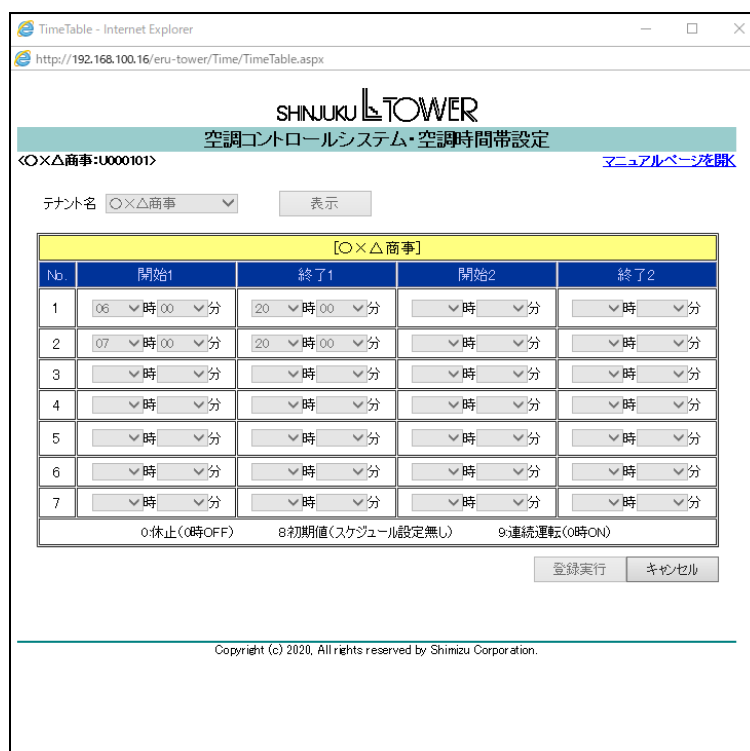 TimeTable - Internet Explorer
http://192.168.100.16/eru-tower/Time/TimeTable.aspx
SHINJUKU L TOWER
空調コントロールシステム・空調時間帯設定
<○×△商事:U000101>
マニュアルページを開く
テナント名 ○×△商事 表示
[○×△商事]
No. 開始1 終了1 開始2 終了2
1 06 時 00 分 20 時 00 分 時 分 時 分
2 07 時 00 分 20 時 00 分 時 分 時 分
3 時 分 時 分 時 分 時 分
4 時 分 時 分 時 分 時 分
5 時 分 時 分 時 分 時 分
6 時 分 時 分 時 分 時 分
7 時 分 時 分 時 分 時 分
0:休止(0時OFF) 8:初期値(スケジュール設定無し) 9:連続運転(0時ON)
登録実行 キャンセル
Copyright (c) 2020, All rights reserved by Shimizu Corporation.